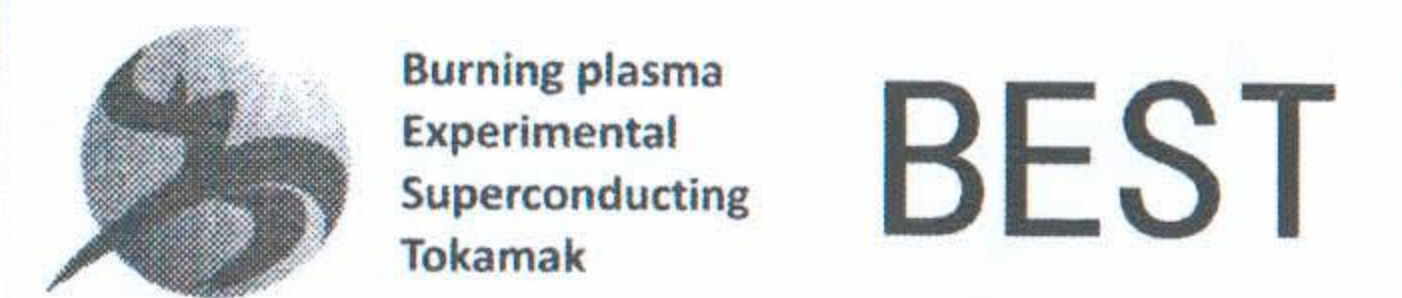 Burning plasma
Experimental
Superconducting
Tokamak
BEST